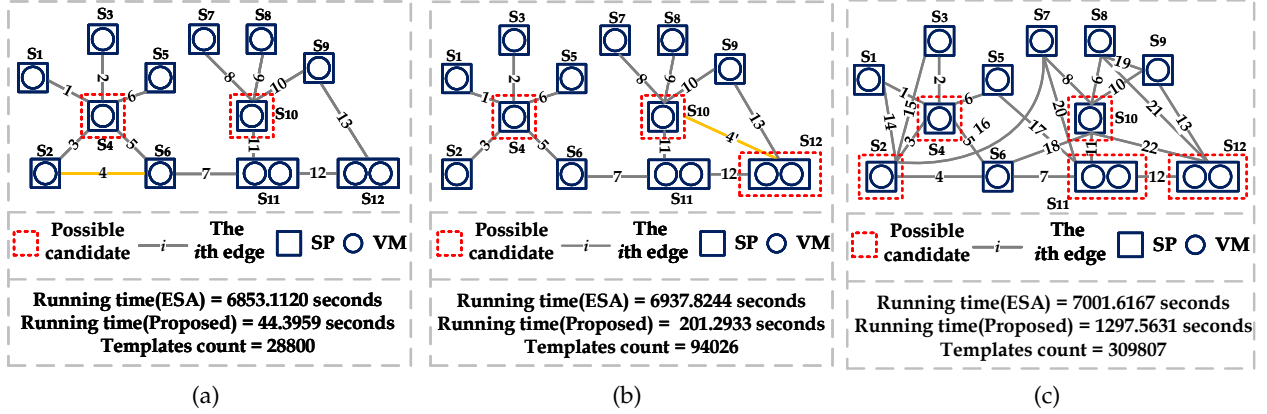 S3
S7
S8
S1
S5
S9
1
2
6
8
9
10
13
S10
S4
3
5
11
S2
4
S6
7
12
S11
S12
Possible
candidate
i
The
ith edge
SP
VM
Running time(ESA) = 6853.1120 seconds
Running time(Proposed) = 44.3959 seconds
Templates count = 28800
(a)
S3
S7
S8
S1
S5
S9
1
2
6
8
9
10
13
S10
S4
4'
S12
3
5
11
S2
S6
7
12
S11
Possible
candidate
i
The
ith edge
SP
VM
Running time(ESA) = 6937.8244 seconds
Running time(Proposed) = 201.2933 seconds
Templates count = 94026
(b)
S3
S7
S8
S1
S5
S9
1
2
15
6
8
9
19
10
14
20
21
13
S10
3
S4
5
16
17
18
11
22
S2
S6
S12
4
7
12
S11
Possible
candidate
i
The
ith edge
SP
VM
Running time(ESA) = 7001.6167 seconds
Running time(Proposed) = 1297.5631 seconds
Templates count = 309807
(c)